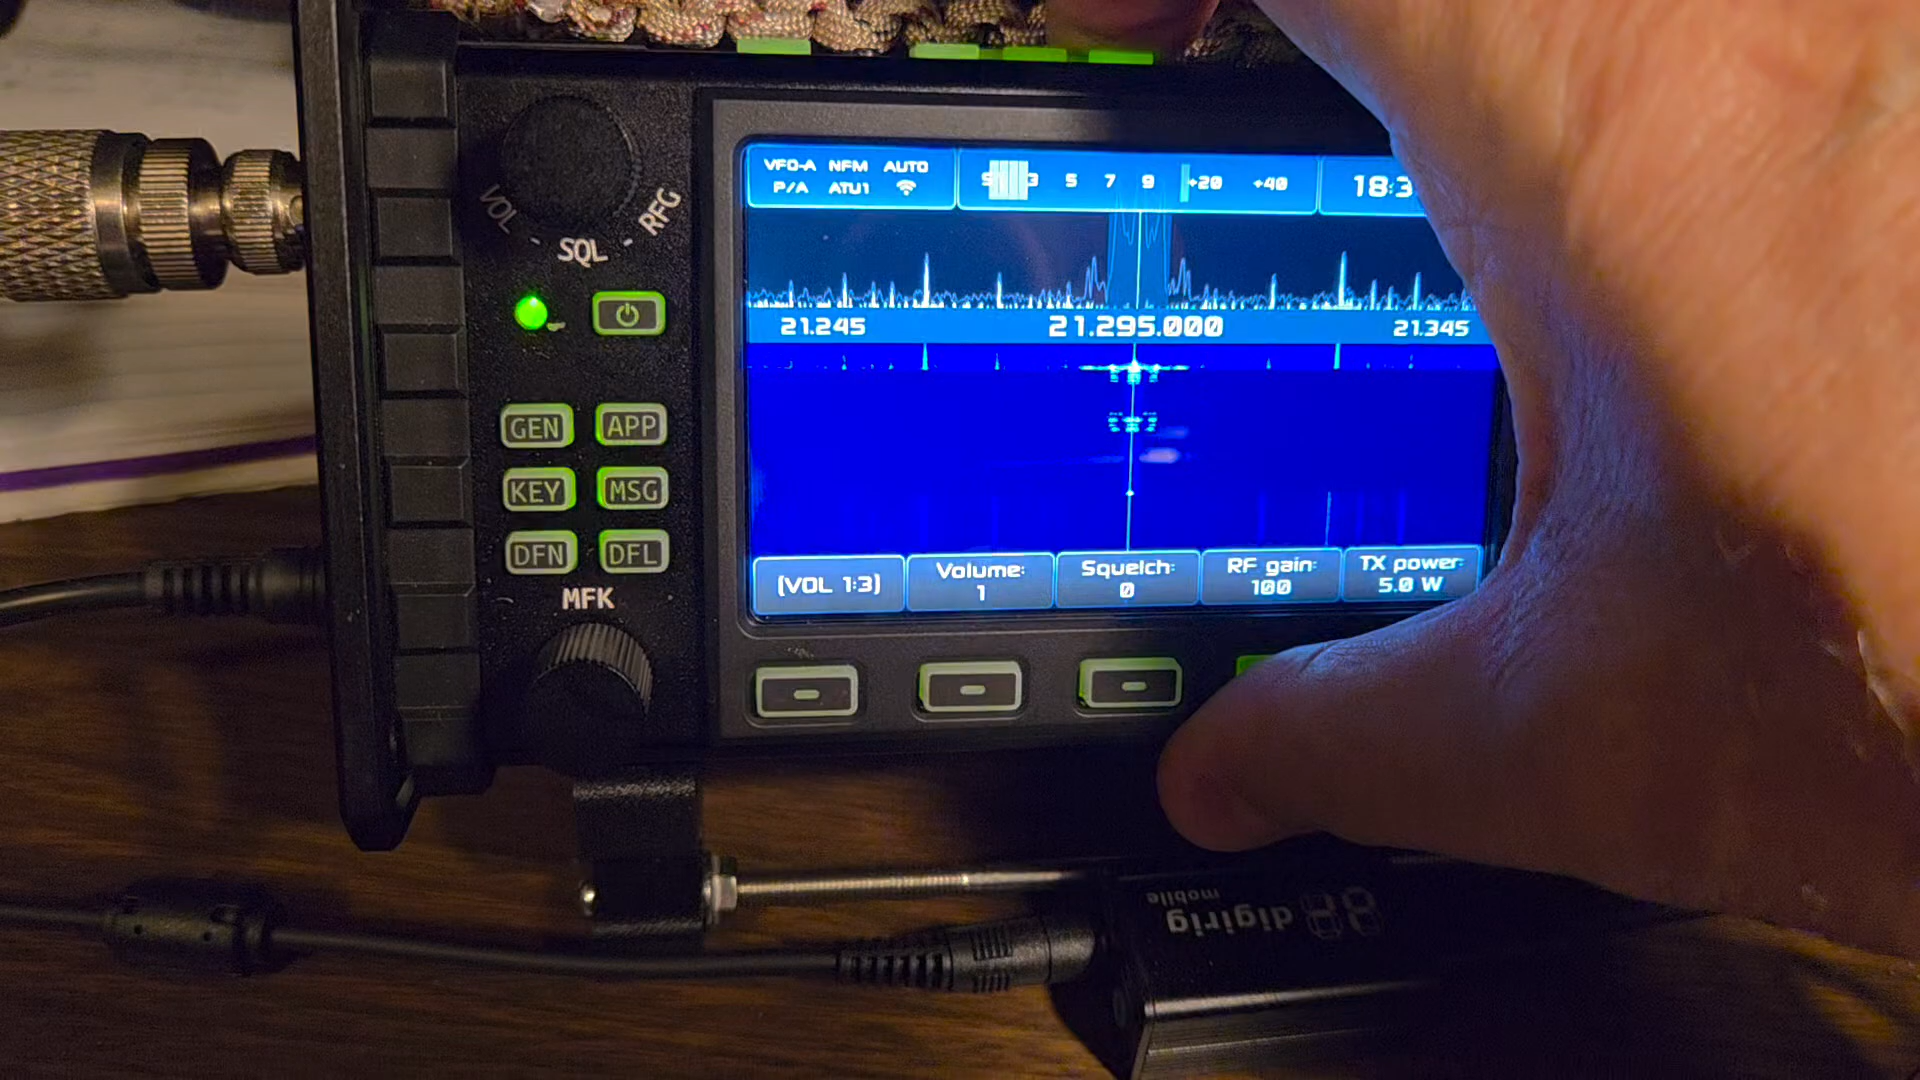 VFO-A NFM AUTO
P/A ATU1
5 7 9 +20 +40
18:3
21.245 21.295.000 21.345
(VOL 1:3) Volume: 1 Squelch: 0 RF gain: 100 TX power: 5.0 W
VOL - SQL - RFG
GEN APP
KEY MSG
DFN DFL
MFK
digirig
mobile